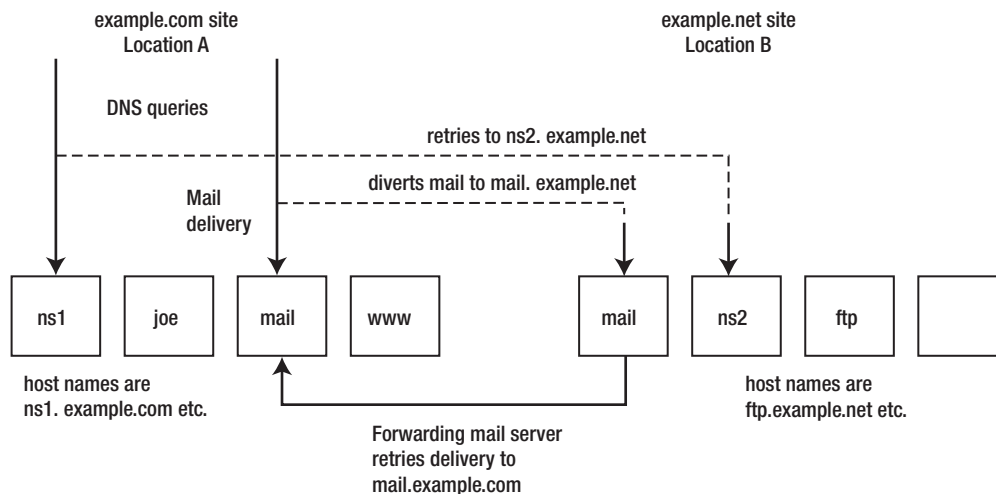 example.com site
Location A
example.net site
Location B
DNS queries
retries to ns2. example.net
diverts mail to mail. example.net
Mail
delivery
ns1
joe
mail
www
mail
ns2
ftp
host names are
ns1. example.com etc.
host names are
ftp.example.net etc.
Forwarding mail server
retries delivery to
mail.example.com